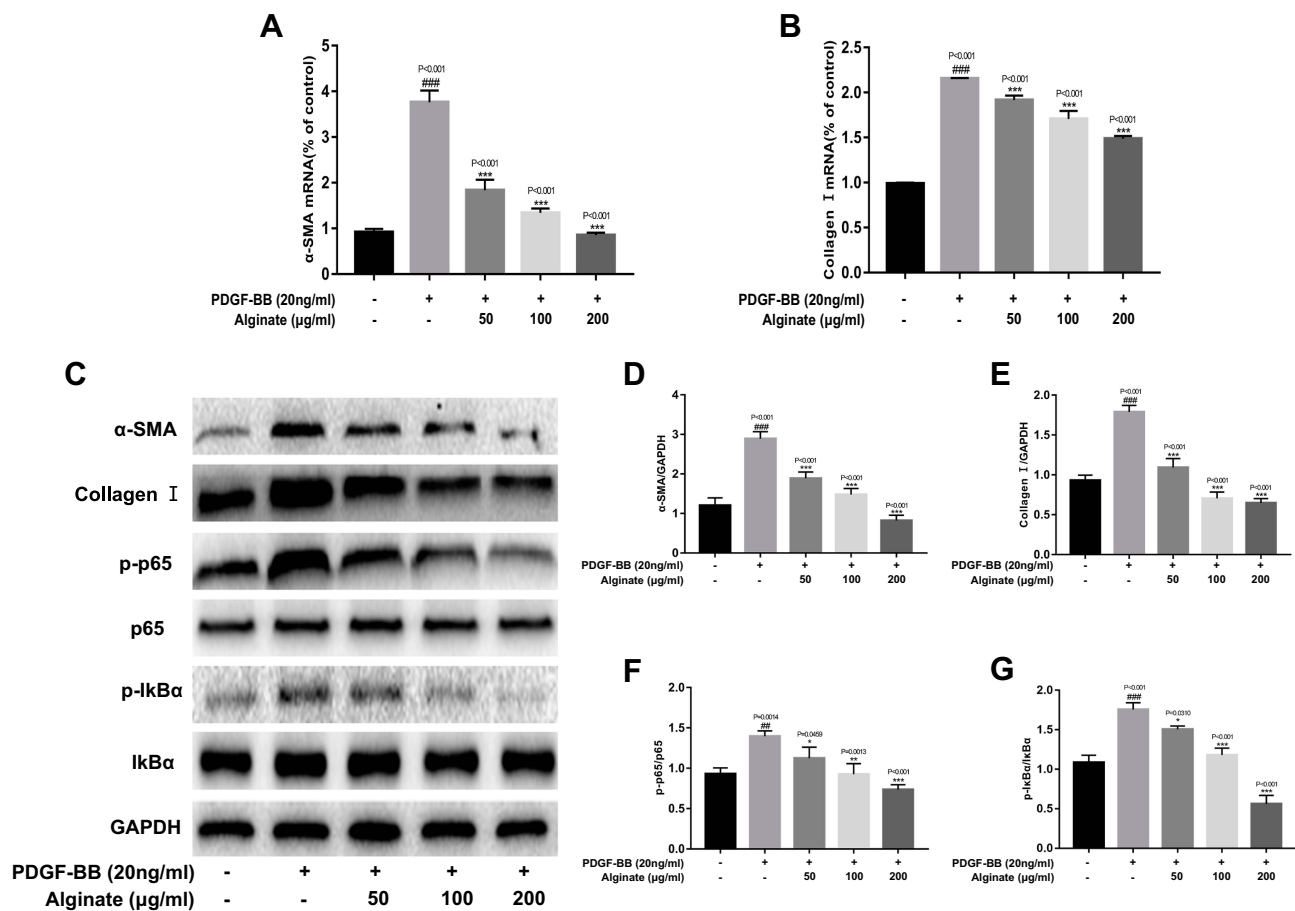 A
α-SMA mRNA(% of control)
5
4
3
2
1
0
P<0.001
###
P<0.001
***
P<0.001
***
P<0.001
***
PDGF-BB (20ng/ml) - + + + +
Alginate (μg/ml) - - 50 100 200
B
Collagen Ⅰ mRNA(% of control)
2.5
2.0
1.5
1.0
0.5
0.0
P<0.001
###
P<0.001
***
P<0.001
***
P<0.001
***
PDGF-BB (20ng/ml) - + + + +
Alginate (μg/ml) - - 50 100 200
C
α-SMA
Collagen Ⅰ
p-p65
p65
p-IkBα
IkBα
GAPDH
PDGF-BB (20ng/ml) - + + + +
Alginate (μg/ml) - - 50 100 200
D
α-SMA/GAPDH
4
3
2
1
0
P<0.001
###
P<0.001
***
P<0.001
***
P<0.001
***
PDGF-BB (20ng/ml) - + + + +
Alginate (μg/ml) - - 50 100 200
E
Collagen Ⅰ/GAPDH
2.0
1.5
1.0
0.5
0.0
P<0.001
###
P<0.001
***
P<0.001
***
P<0.001
***
PDGF-BB (20ng/ml) - + + + +
Alginate (μg/ml) - - 50 100 200
F
p-p65/p65
2.0
1.5
1.0
0.5
0.0
P=0.0014
##
P=0.0459
*
P=0.0013
**
P<0.001
***
PDGF-BB (20ng/ml) - + + + +
Alginate (μg/ml) - - 50 100 200
G
p-IkBα/IkBα
2.0
1.5
1.0
0.5
0.0
P<0.001
###
P=0.0310
*
P<0.001
***
P<0.001
***
PDGF-BB (20ng/ml) - + + + +
Alginate (μg/ml) - - 50 100 200